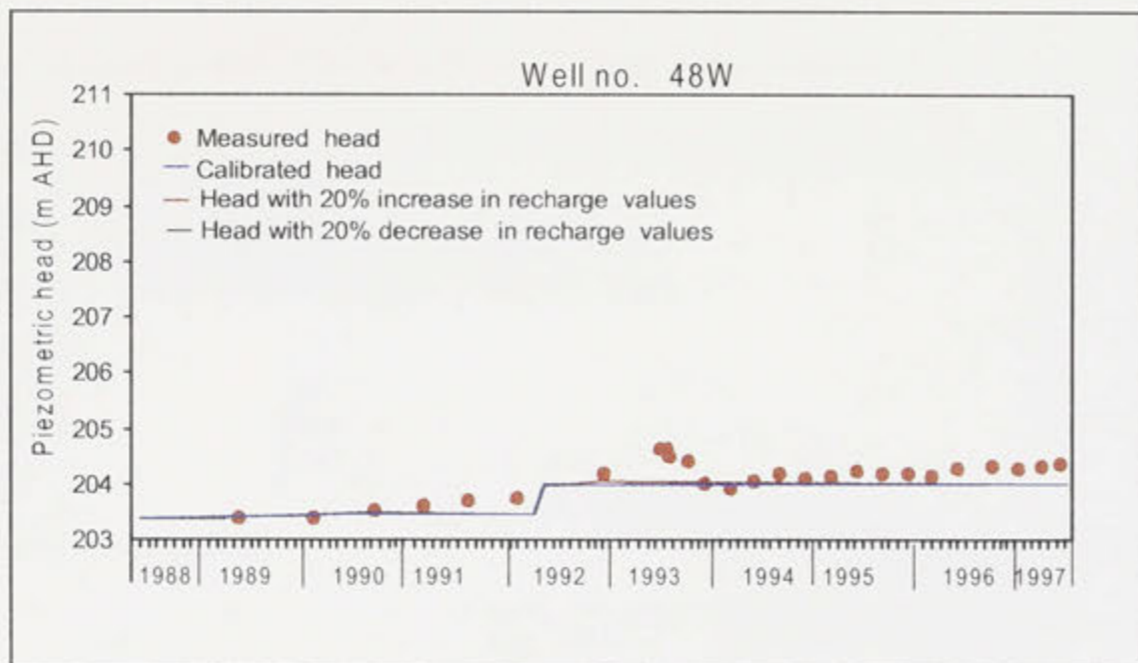 Well no. 48W
Piezometric head (m AHD)
211
210
209
208
207
206
205
204
203
Measured head
Calibrated head
Head with 20% increase in recharge values
Head with 20% decrease in recharge values
1988 1989 1990 1991 1992 1993 1994 1995 1996 1997